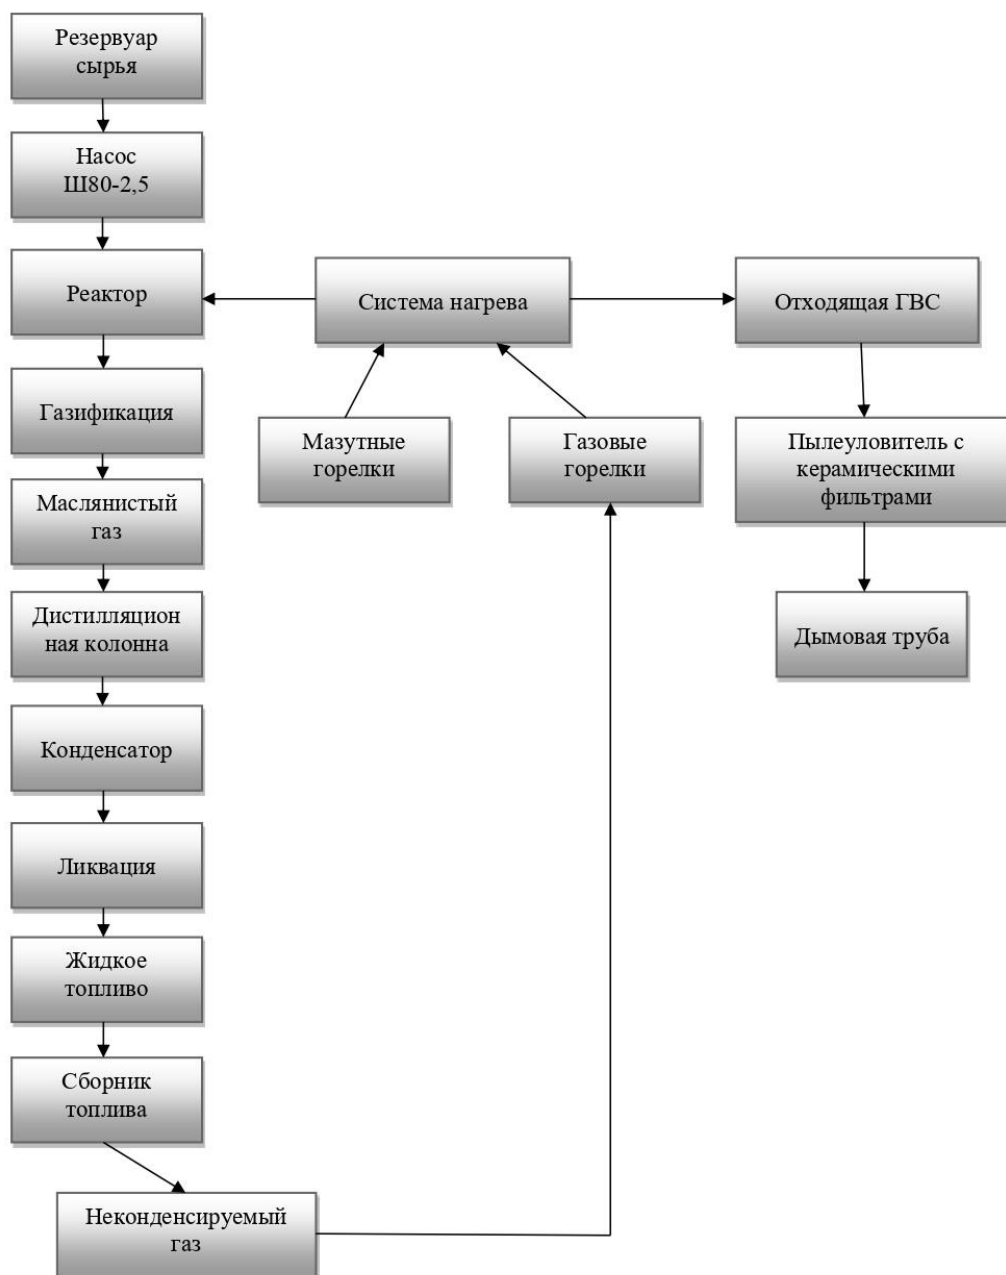 Резервуар
сырья
Насос
Ш80-2,5
Реактор
Система нагрева
Отходящая ГВС
Газификация
Мазутные
горелки
Газовые
горелки
Пылеуловитель с
керамическими
фильтрами
Маслянистый
газ
Дистилляцион
ная колонна
Дымовая труба
Конденсатор
Ликвация
Жидкое
топливо
Сборник
топлива
Неконденсируемый
газ